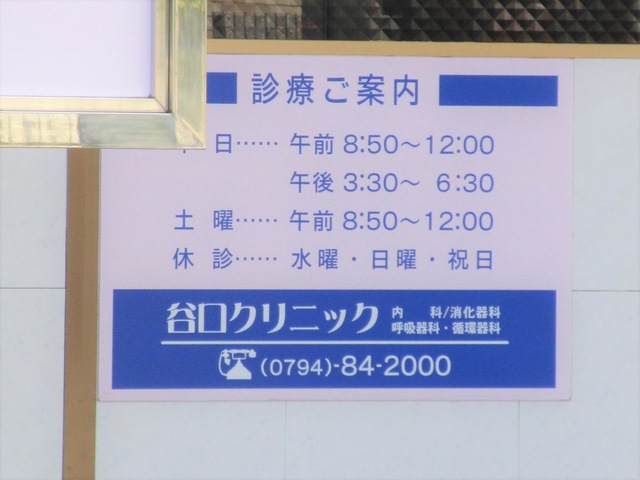 診療ご案内
日……午前 8:50～12:00
午後 3:30～ 6:30
土 曜……午前 8:50～12:00
休 診……水曜・日曜・祝日
谷口クリニック 内 科/消化器科
呼吸器科・循環器科
(0794)-84-2000